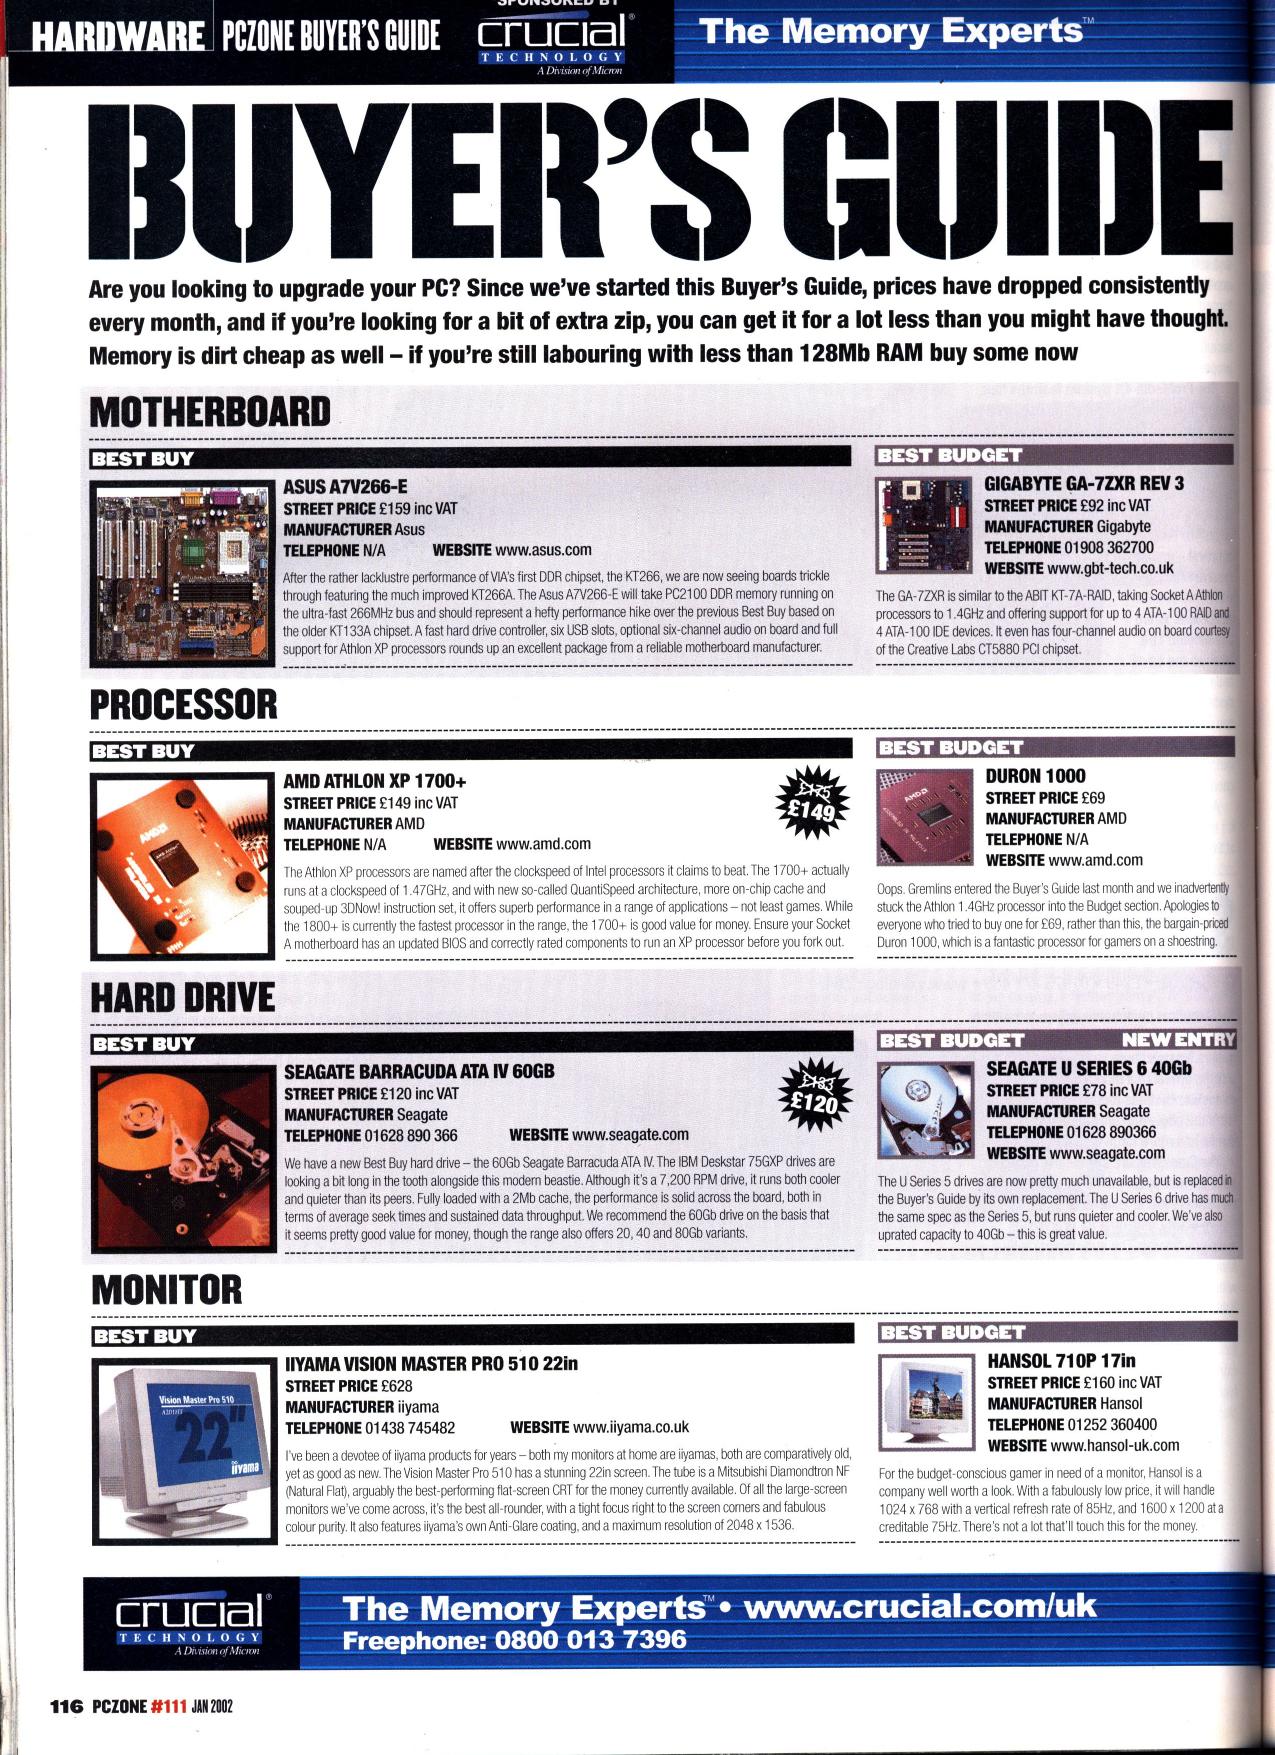 SPONSORED BY
HARDWARE PCZONE BUYER'S GUIDE
crucial®
TECHNOLOGY
A Division of Micron
The Memory Experts™
BUYER'S GUIDE
Are you looking to upgrade your PC? Since we've started this Buyer's Guide, prices have dropped consistently
every month, and if you're looking for a bit of extra zip, you can get it for a lot less than you might have thought.
Memory is dirt cheap as well – if you're still labouring with less than 128Mb RAM buy some now
MOTHERBOARD
BEST BUY
ASUS A7V266-E
STREET PRICE £159 inc VAT
MANUFACTURER Asus
TELEPHONE N/A WEBSITE www.asus.com
After the rather lacklustre performance of VIA's first DDR chipset, the KT266, we are now seeing boards trickle
through featuring the much improved KT266A. The Asus A7V266-E will take PC2100 DDR memory running on
the ultra-fast 266MHz bus and should represent a hefty performance hike over the previous Best Buy based on
the older KT133A chipset. A fast hard drive controller, six USB slots, optional six-channel audio on board and full
support for Athlon XP processors rounds up an excellent package from a reliable motherboard manufacturer.
BEST BUDGET
GIGABYTE GA-7ZXR REV 3
STREET PRICE £92 inc VAT
MANUFACTURER Gigabyte
TELEPHONE 01908 362700
WEBSITE www.gbt-tech.co.uk
The GA-7ZXR is similar to the ABIT KT-7A-RAID, taking Socket A Athlon
processors to 1.4GHz and offering support for up to 4 ATA-100 RAID and
4 ATA-100 IDE devices. It even has four-channel audio on board courtesy
of the Creative Labs CT5880 PCI chipset.
PROCESSOR
BEST BUY
AMD ATHLON XP 1700+
STREET PRICE £149 inc VAT
MANUFACTURER AMD
TELEPHONE N/A WEBSITE www.amd.com
£175
£149
The Athlon XP processors are named after the clockspeed of Intel processors it claims to beat. The 1700+ actually
runs at a clockspeed of 1.47GHz, and with new so-called QuantiSpeed architecture, more on-chip cache and
souped-up 3DNow! instruction set, it offers superb performance in a range of applications – not least games. While
the 1800+ is currently the fastest processor in the range, the 1700+ is good value for money. Ensure your Socket
A motherboard has an updated BIOS and correctly rated components to run an XP processor before you fork out.
BEST BUDGET
DURON 1000
STREET PRICE £69
MANUFACTURER AMD
TELEPHONE N/A
WEBSITE www.amd.com
Oops. Gremlins entered the Buyer's Guide last month and we inadvertently
stuck the Athlon 1.4GHz processor into the Budget section. Apologies to
everyone who tried to buy one for £69, rather than this, the bargain-priced
Duron 1000, which is a fantastic processor for gamers on a shoestring.
HARD DRIVE
BEST BUY
SEAGATE BARRACUDA ATA IV 60GB
STREET PRICE £120 inc VAT
MANUFACTURER Seagate
TELEPHONE 01628 890 366 WEBSITE www.seagate.com
£183
£120
We have a new Best Buy hard drive – the 60Gb Seagate Barracuda ATA IV. The IBM Deskstar 75GXP drives are
looking a bit long in the tooth alongside this modern beastie. Although it's a 7,200 RPM drive, it runs both cooler
and quieter than its peers. Fully loaded with a 2Mb cache, the performance is solid across the board, both in
terms of average seek times and sustained data throughput. We recommend the 60Gb drive on the basis that
it seems pretty good value for money, though the range also offers 20, 40 and 80Gb variants.
BEST BUDGET NEW ENTRY
SEAGATE U SERIES 6 40Gb
STREET PRICE £78 inc VAT
MANUFACTURER Seagate
TELEPHONE 01628 890366
WEBSITE www.seagate.com
The U Series 5 drives are now pretty much unavailable, but is replaced in
the Buyer's Guide by its own replacement. The U Series 6 drive has much
the same spec as the Series 5, but runs quieter and cooler. We've also
uprated capacity to 40Gb – this is great value.
MONITOR
BEST BUY
Vision Master Pro 510
22"
iiyama
IIYAMA VISION MASTER PRO 510 22in
STREET PRICE £628
MANUFACTURER iiyama
TELEPHONE 01438 745482 WEBSITE www.iiyama.co.uk
I've been a devotee of iiyama products for years – both my monitors at home are iiyamas, both are comparatively old,
yet as good as new. The Vision Master Pro 510 has a stunning 22in screen. The tube is a Mitsubishi Diamondtron NF
(Natural Flat), arguably the best-performing flat-screen CRT for the money currently available. Of all the large-screen
monitors we've come across, it's the best all-rounder, with a tight focus right to the screen corners and fabulous
colour purity. It also features iiyama's own Anti-Glare coating, and a maximum resolution of 2048 x 1536.
BEST BUDGET
HANSOL 710P 17in
STREET PRICE £160 inc VAT
MANUFACTURER Hansol
TELEPHONE 01252 360400
WEBSITE www.hansol-uk.com
For the budget-conscious gamer in need of a monitor, Hansol is a
company well worth a look. With a fabulously low price, it will handle
1024 x 768 with a vertical refresh rate of 85Hz, and 1600 x 1200 at a
creditable 75Hz. There's not a lot that'll touch this for the money.
crucial®
TECHNOLOGY
A Division of Micron
The Memory Experts™ • www.crucial.com/uk
Freephone: 0800 013 7396
116 PCZONE #111 JAN 2002